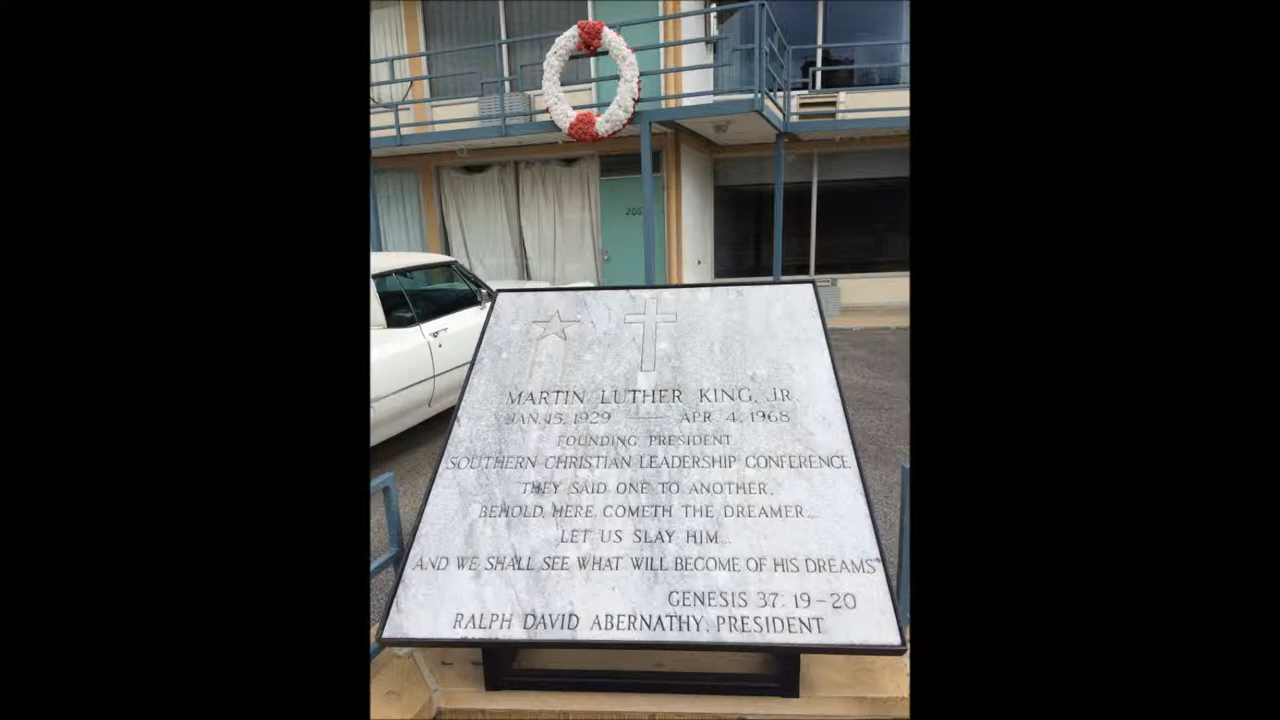 206
MARTIN LUTHER KING, JR.
JAN. 15, 1929 — APR. 4, 1968
FOUNDING PRESIDENT
SOUTHERN CHRISTIAN LEADERSHIP CONFERENCE
THEY SAID ONE TO ANOTHER,
BEHOLD, HERE COMETH THE DREAMER...
LET US SLAY HIM...
AND WE SHALL SEE WHAT WILL BECOME OF HIS DREAMS"
GENESIS 37: 19-20
RALPH DAVID ABERNATHY, PRESIDENT